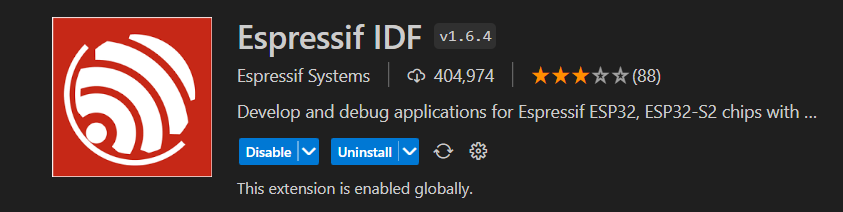 Espressif IDF v1.6.4
Espressif Systems 404,974 (88)
Develop and debug applications for Espressif ESP32, ESP32-S2 chips with ...
Disable Uninstall
This extension is enabled globally.